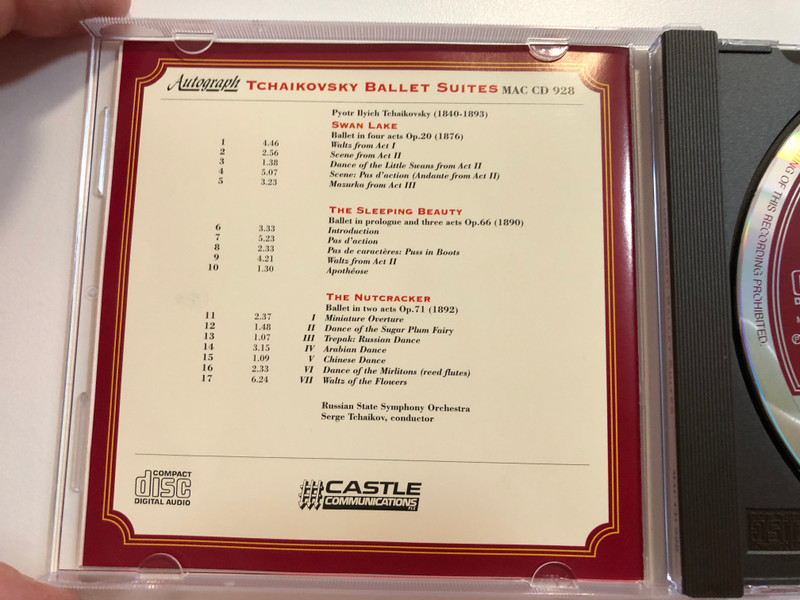 Autograph TCHAIKOVSKY BALLET SUITES MAC CD 928
Pyotr Ilyich Tchaikovsky (1840-1893)
SWAN LAKE
Ballet in four acts Op.20 (1876)
1 4.46 Waltz from Act I
2 2.56 Scene from Act II
3 1.38 Dance of the Little Swans from Act II
4 5.07 Scene: Pas d'action (Andante from Act II)
5 3.23 Mazurka from Act III
THE SLEEPING BEAUTY
Ballet in prologue and three acts Op.66 (1890)
6 3.33 Introduction
7 5.23 Pas d'action
8 2.33 Pas de caractères: Puss in Boots
9 4.21 Waltz from Act II
10 1.30 Apothéose
THE NUTCRACKER
Ballet in two acts Op.71 (1892)
11 2.37 I Miniature Overture
12 1.48 II Dance of the Sugar Plum Fairy
13 1.07 III Trepak: Russian Dance
14 3.15 IV Arabian Dance
15 1.09 V Chinese Dance
16 2.33 VI Dance of the Mirlitons (reed flutes)
17 6.24 VII Waltz of the Flowers
Russian State Symphony Orchestra
Serge Tchaikov, conductor
COMPACT
disc
DIGITAL AUDIO
CASTLE
COMMUNICATIONS
PLC
OF THIS RECORDING PROHIBITED.